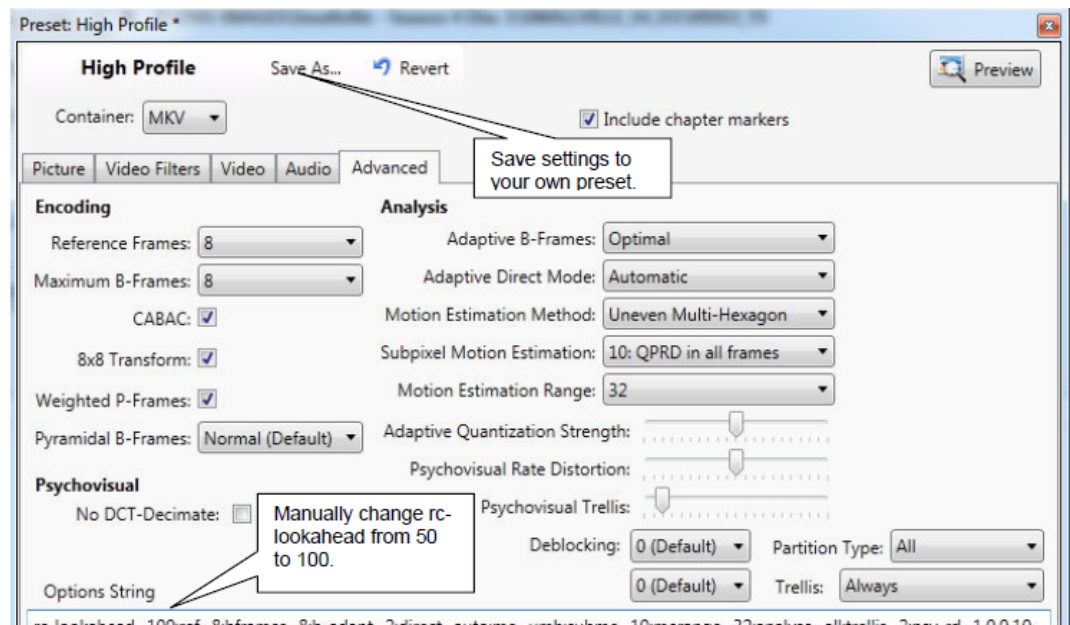 Preset: High Profile *
High Profile Save As... Revert Preview
Container: MKV Include chapter markers
Save settings to
your own preset.
Picture Video Filters Video Audio Advanced
Encoding Analysis
Reference Frames: 8 Adaptive B-Frames: Optimal
Maximum B-Frames: 8 Adaptive Direct Mode: Automatic
CABAC: Motion Estimation Method: Uneven Multi-Hexagon
8x8 Transform: Subpixel Motion Estimation: 10: QPRD in all frames
Weighted P-Frames: Motion Estimation Range: 32
Pyramidal B-Frames: Normal (Default) Adaptive Quantization Strength:
Psychovisual Rate Distortion:
Psychovisual
No DCT-Decimate: Psychovisual Trellis:
Manually change rc-
lookahead from 50
to 100.
Deblocking: 0 (Default) Partition Type: All
Options String 0 (Default) Trellis: Always